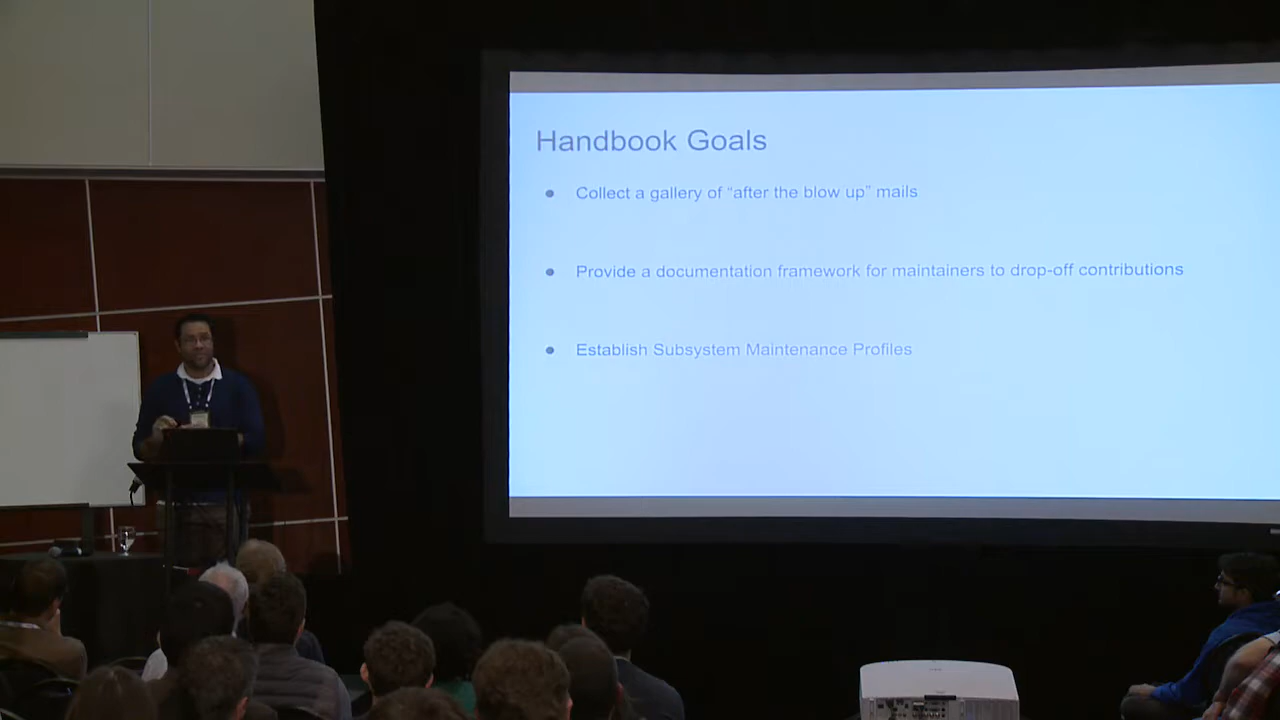 Handbook Goals
● Collect a gallery of “after the blow up” mails
● Provide a documentation framework for maintainers to drop-off contributions
● Establish Subsystem Maintenance Profiles